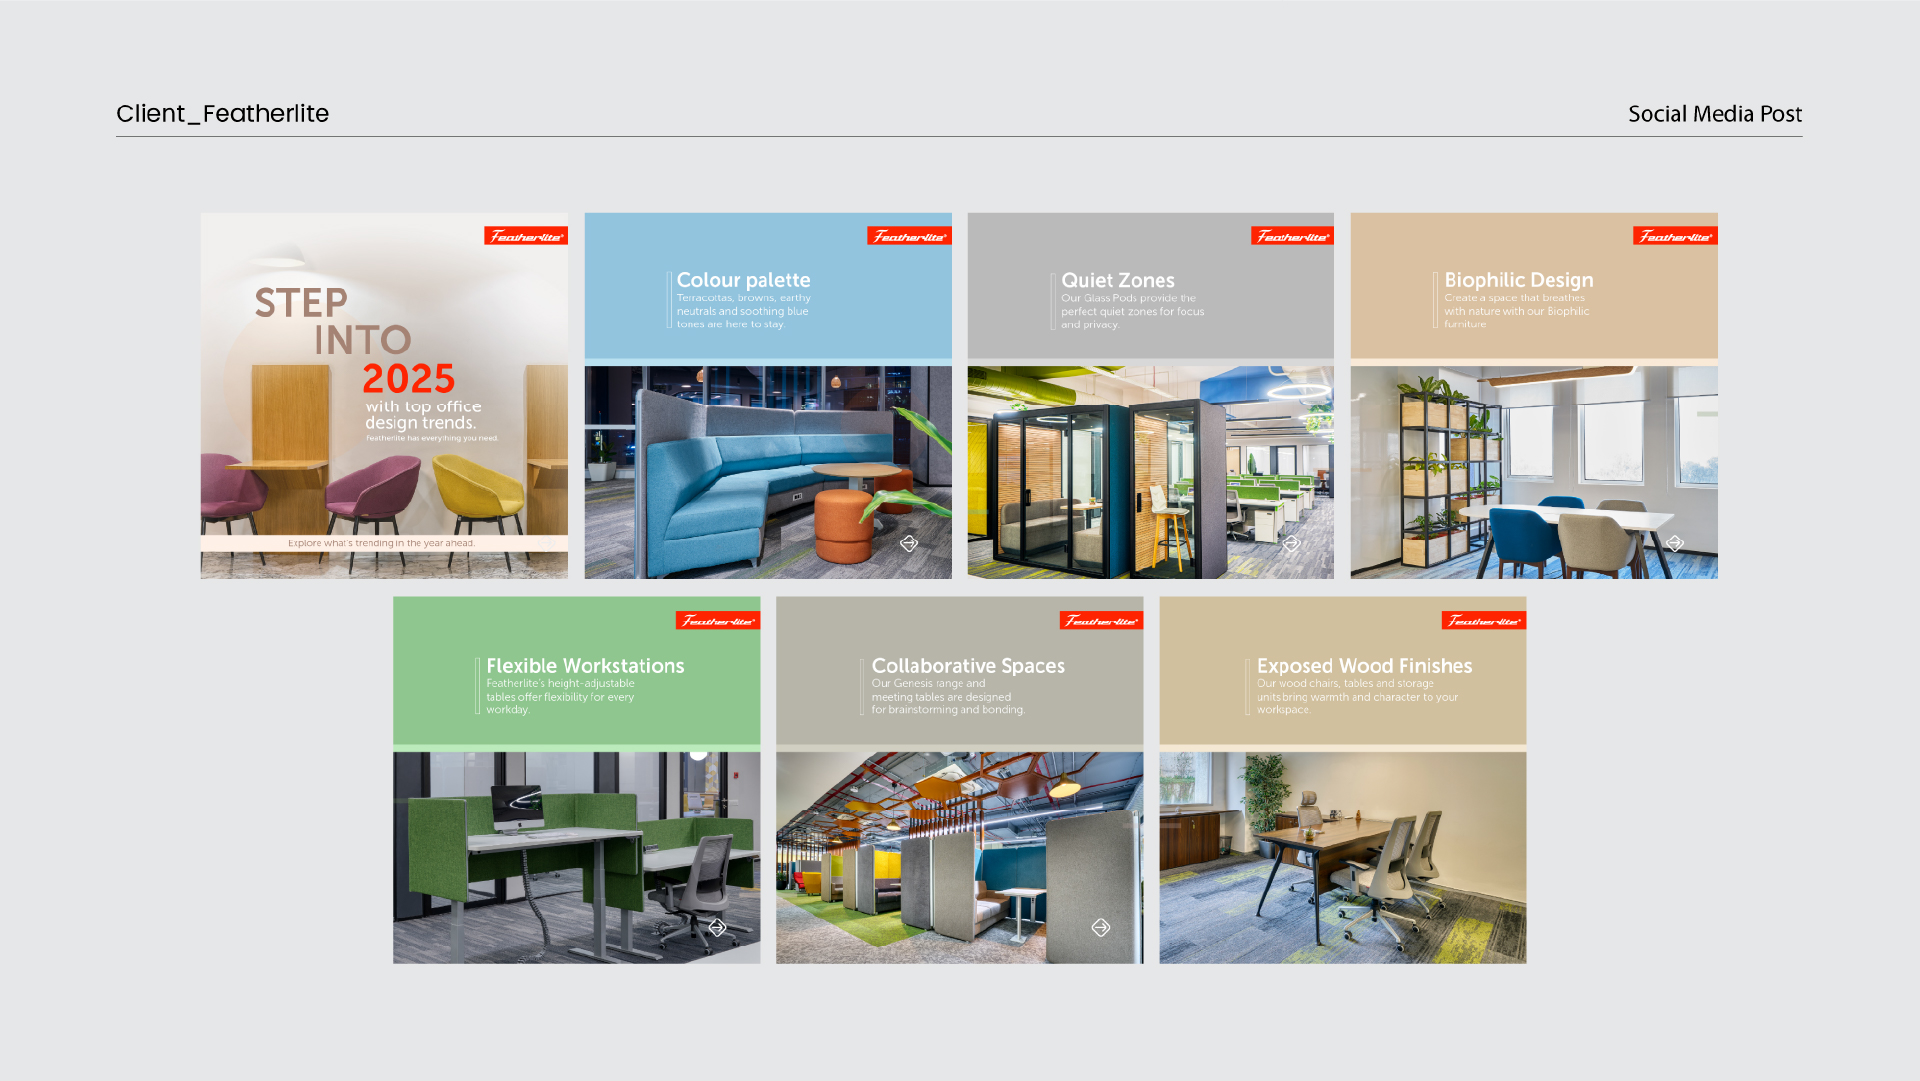 Client_Featherlite
Social Media Post
Featherlite
STEP
INTO
2025
with top office
design trends.
Featherlite has everything you need.
Explore what's trending in the year ahead.
Featherlite
Colour palette
Terracottas, browns, earthy
neutrals and soothing blue
tones are here to stay.
Featherlite
Quiet Zones
Our Glass Pods provide the
perfect quiet zones for focus
and privacy.
Featherlite
Biophilic Design
Create a space that breathes
with nature with our Biophilic
furniture
Featherlite
Flexible Workstations
Featherlite's height-adjustable
tables offer flexibility for every
workday.
Featherlite
Collaborative Spaces
Our Genesis range and
meeting tables are designed
for brainstorming and bonding.
Featherlite
Exposed Wood Finishes
Our wood chairs, tables and storage
units bring warmth and character to your
workspace.